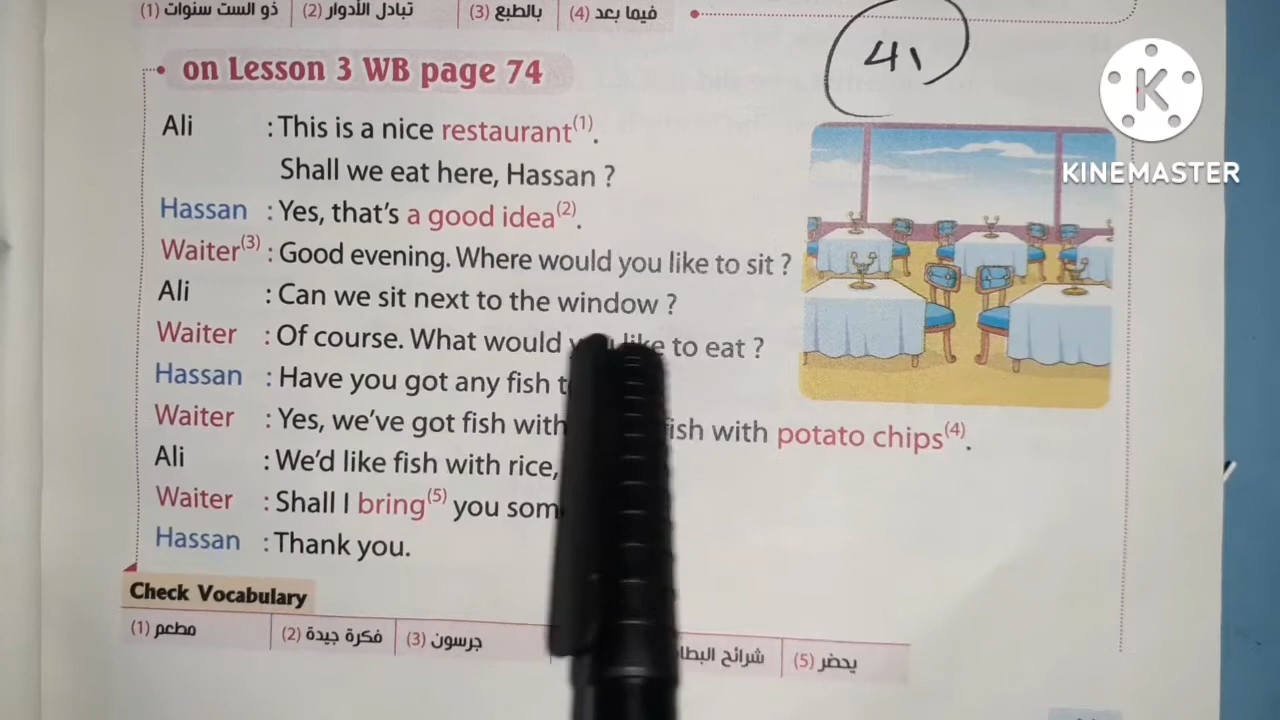 (1) ذو الست سنوات (2) تبادل الأدوار (3) بالطبع (4) فيما بعد
41
on Lesson 3 WB page 74
K
KINEMASTER
Ali : This is a nice restaurant(1).
Shall we eat here, Hassan ?
Hassan : Yes, that's a good idea(2).
Waiter(3) : Good evening. Where would you like to sit ?
Ali : Can we sit next to the window ?
Waiter : Of course. What would you like to eat ?
Hassan : Have you got any fish
Waiter : Yes, we've got fish with fish with potato chips(4).
Ali : We'd like fish with rice,
Waiter : Shall I bring(5) you
Hassan : Thank you.
Check Vocabulary
(1) مطعم (2) فكرة جيدة (3) جرسون شرائح (5) يحضر